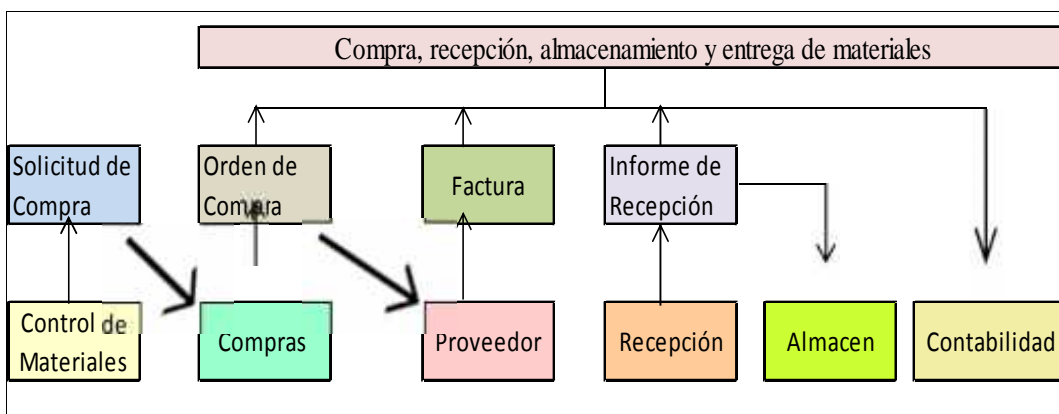 Compra, recepción, almacenamiento y entrega de materiales
Solicitud de
Compra
Orden de
Compra
Factura
Informe de
Recepción
Control de
Materiales
Compras
Proveedor
Recepción
Almacen
Contabilidad